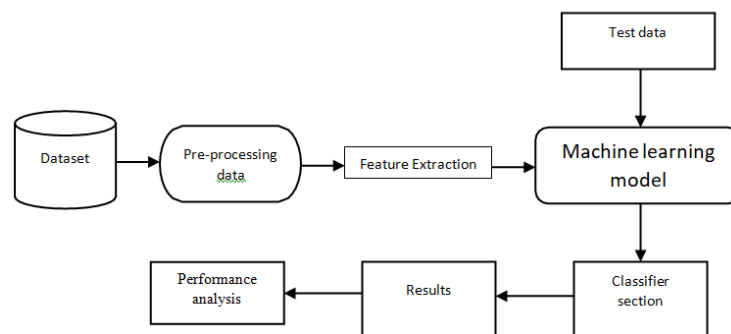 Test data
Dataset
Pre-processing
data
Feature Extraction
Machine learning
model
Performance
analysis
Results
Classifier
section